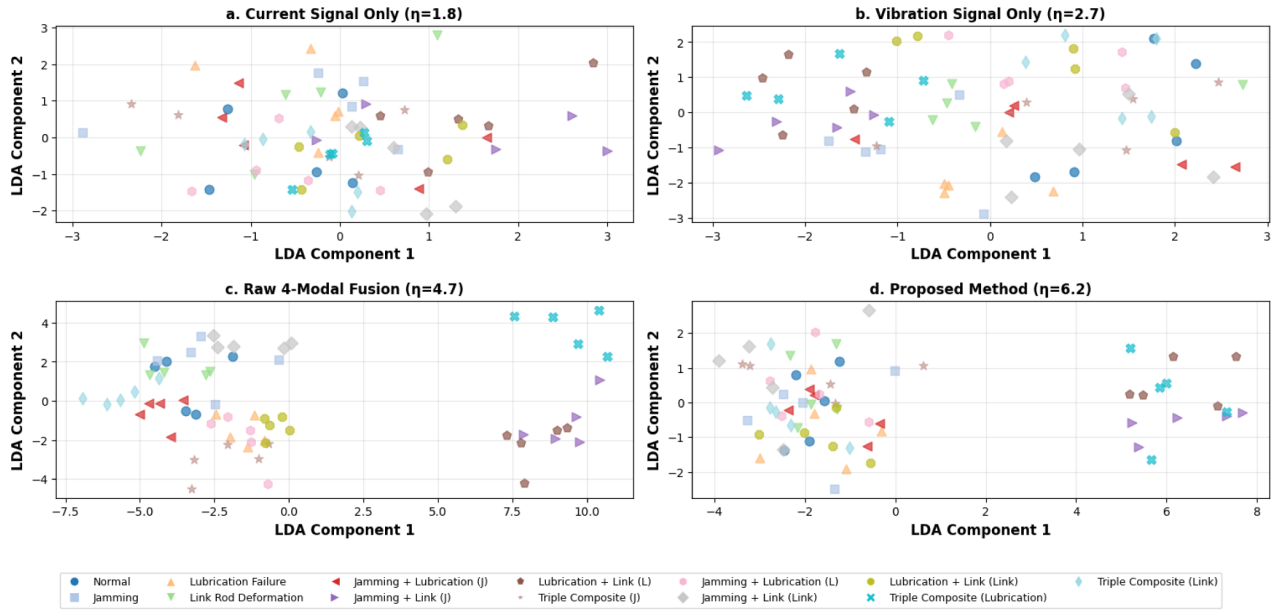 a. Current Signal Only (η=1.8)
LDA Component 2
3
2
1
0
−1
−2
−3
−2
−1
0
1
2
3
LDA Component 1
b. Vibration Signal Only (η=2.7)
LDA Component 2
2
1
0
−1
−2
−3
−3
−2
−1
0
1
2
3
LDA Component 1
c. Raw 4-Modal Fusion (η=4.7)
LDA Component 2
4
2
0
−2
−4
−7.5
−5.0
−2.5
0.0
2.5
5.0
7.5
10.0
LDA Component 1
d. Proposed Method (η=6.2)
LDA Component 2
2
1
0
−1
−2
−4
−2
0
2
4
6
8
LDA Component 1
Normal
Jamming
Lubrication Failure
Link Rod Deformation
Jamming + Lubrication (J)
Jamming + Link (J)
Lubrication + Link (L)
Triple Composite (J)
Jamming + Lubrication (L)
Jamming + Link (Link)
Lubrication + Link (Link)
Triple Composite (Lubrication)
Triple Composite (Link)